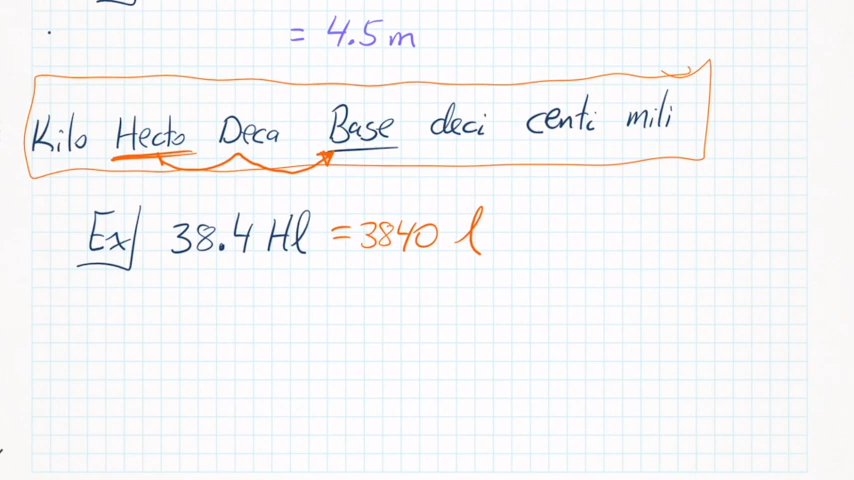 = 4.5 m
Kilo Hecto Deca Base deci centi mili
Ex 38.4 Hl = 3840 l